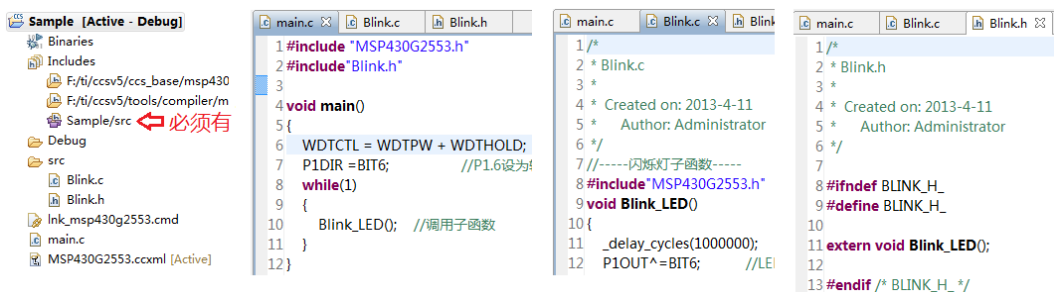 Sample [Active - Debug]
Binaries
Includes
F:/ti/ccsv5/ccs_base/msp430
F:/ti/ccsv5/tools/compiler/m
Sample/src 必须有
Debug
src
Blink.c
Blink.h
lnk_msp430g2553.cmd
main.c
MSP430G2553.ccxml [Active]
main.c Blink.c Blink.h
1 #include "MSP430G2553.h"
2 #include"Blink.h"
3
4 void main()
5 {
6 WDTCTL = WDTPW + WDTHOLD;
7 P1DIR =BIT6; //P1.6设为
8 while(1)
9 {
10 Blink_LED(); //调用子函数
11 }
12 }
main.c Blink.c Blink
1 /*
2 * Blink.c
3 *
4 * Created on: 2013-4-11
5 * Author: Administrator
6 */
7 //-----闪烁灯子函数-----
8 #include"MSP430G2553.h"
9 void Blink_LED()
10 {
11 _delay_cycles(1000000);
12 P1OUT^=BIT6; //LE
main.c Blink.c Blink.h
1 /*
2 * Blink.h
3 *
4 * Created on: 2013-4-11
5 * Author: Administrator
6 */
7
8 #ifndef BLINK_H_
9 #define BLINK_H_
10
11 extern void Blink_LED();
12
13 #endif /* BLINK_H_ */